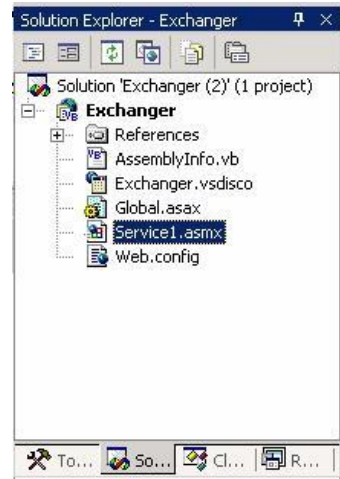 Solution Explorer - Exchanger
Solution 'Exchanger (2)' (1 project)
Exchanger
References
AssemblyInfo.vb
Exchanger.vsdisco
Global.asax
Service1.asmx
Web.config
To... So... Cl... R...